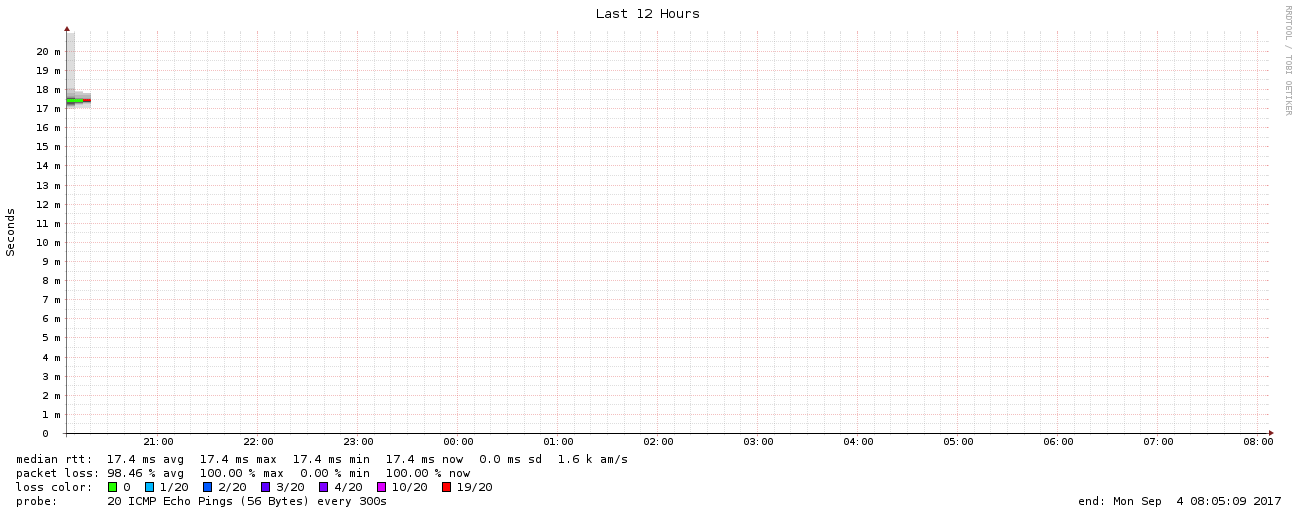 Last 12 Hours
RRDTOOL / TOBI OETIKER
Seconds
20 m
19 m
18 m
17 m
16 m
15 m
14 m
13 m
12 m
11 m
10 m
9 m
8 m
7 m
6 m
5 m
4 m
3 m
2 m
1 m
0
21:00 22:00 23:00 00:00 01:00 02:00 03:00 04:00 05:00 06:00 07:00 08:00
median rtt: 17.4 ms avg 17.4 ms max 17.4 ms min 17.4 ms now 0.0 ms sd 1.6 k am/s
packet loss: 98.46 % avg 100.00 % max 0.00 % min 100.00 % now
loss color: 0 1/20 2/20 3/20 4/20 10/20 19/20
probe: 20 ICMP Echo Pings (56 Bytes) every 300s end: Mon Sep 4 08:05:09 2017